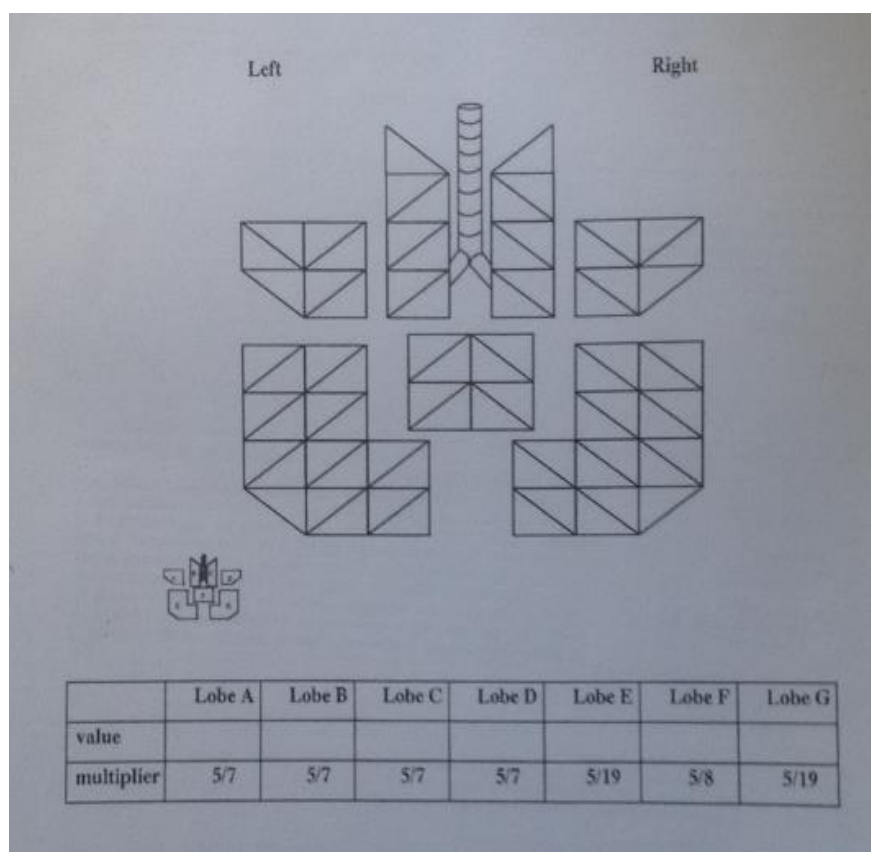 Left Right
Lobe A Lobe B Lobe C Lobe D Lobe E Lobe F Lobe G
value
multiplier 5/7 5/7 5/7 5/7 5/19 5/8 5/19